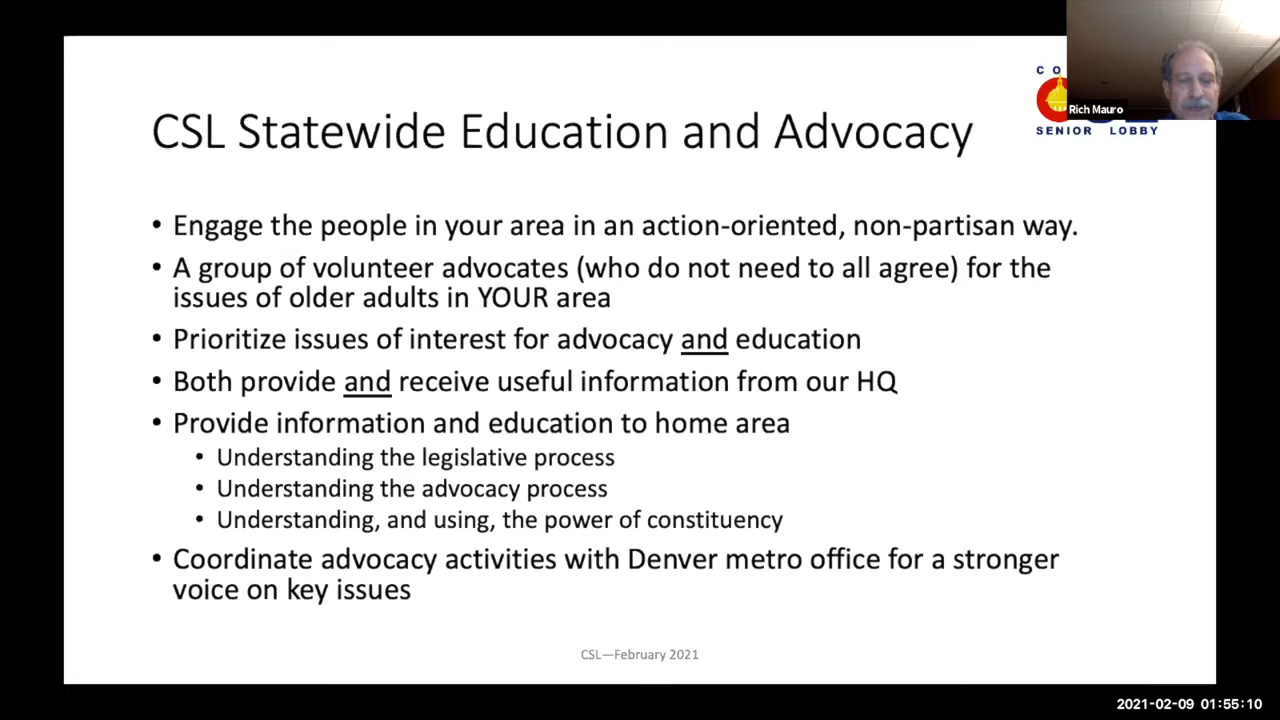 CSL Statewide Education and Advocacy
C O
SENIOR LOBBY
Rich Mauro
• Engage the people in your area in an action-oriented, non-partisan way.
• A group of volunteer advocates (who do not need to all agree) for the
issues of older adults in YOUR area
• Prioritize issues of interest for advocacy and education
• Both provide and receive useful information from our HQ
• Provide information and education to home area
• Understanding the legislative process
• Understanding the advocacy process
• Understanding, and using, the power of constituency
• Coordinate advocacy activities with Denver metro office for a stronger
voice on key issues
CSL—February 2021
2021-02-09 01:55:10